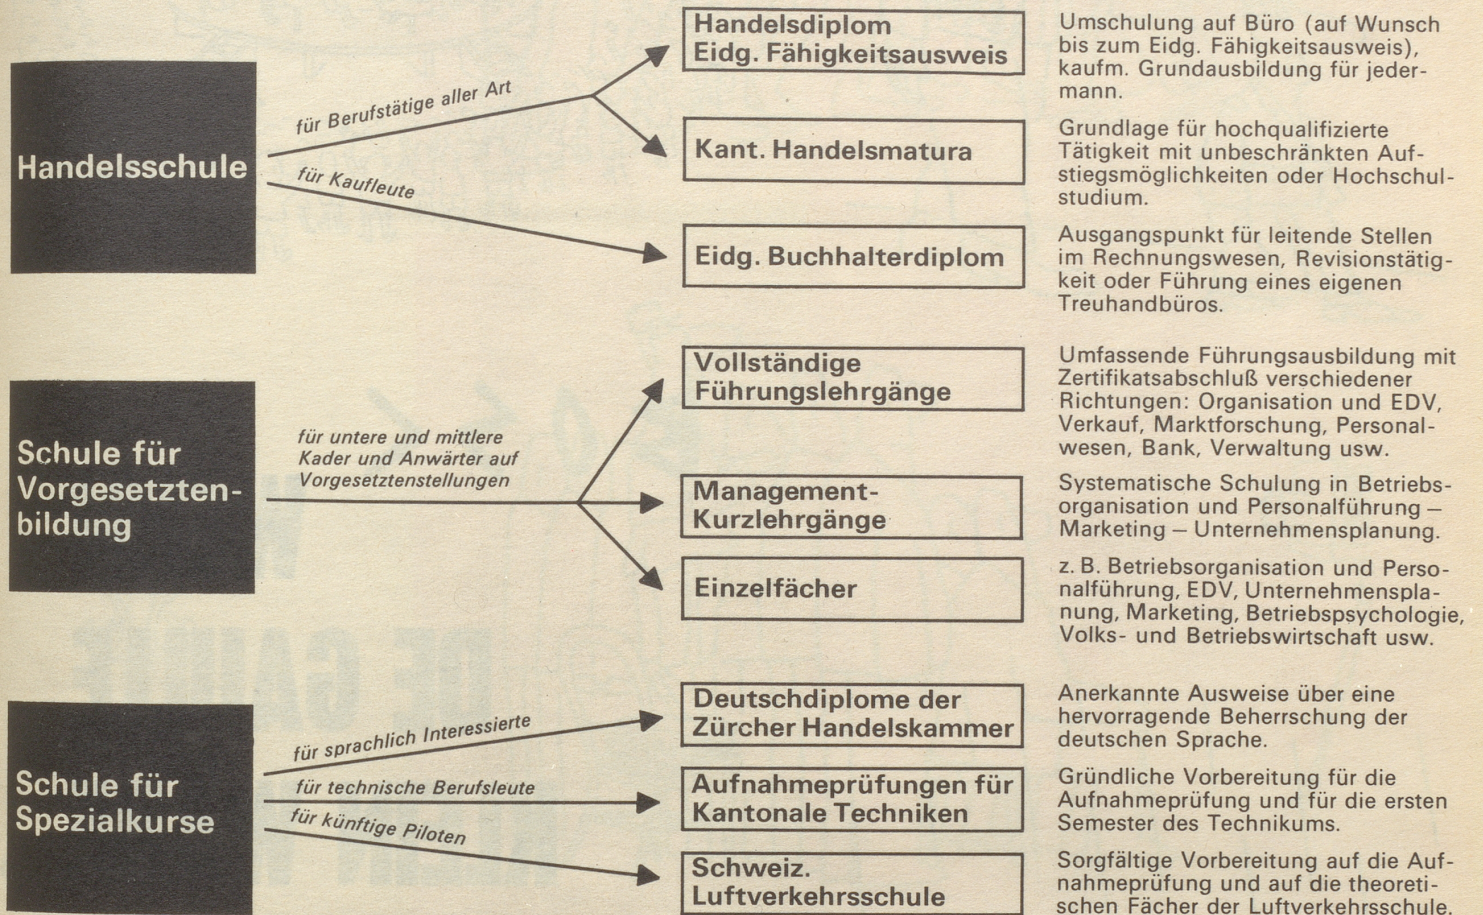 Handelsschule
für Berufstätige aller Art
für Kaufleute
Handelsdiplom
Eidg. Fähigkeitsausweis
Umschulung auf Büro (auf Wunsch
bis zum Eidg. Fähigkeitsausweis),
kaufm. Grundausbildung für jeder-
mann.
Kant. Handelsmatura
Grundlage für hochqualifizierte
Tätigkeit mit unbeschränkten Auf-
stiegsmöglichkeiten oder Hochschul-
studium.
Eidg. Buchhalterdiplom
Ausgangspunkt für leitende Stellen
im Rechnungswesen, Revisionstätig-
keit oder Führung eines eigenen
Treuhandbüros.
Schule für
Vorgesetzten-
bildung
für untere und mittlere
Kader und Anwärter auf
Vorgesetztenstellungen
Vollständige
Führungslehrgänge
Umfassende Führungsausbildung mit
Zertifikatsabschluß verschiedener
Richtungen: Organisation und EDV,
Verkauf, Marktforschung, Personal-
wesen, Bank, Verwaltung usw.
Management-
Kurzlehrgänge
Systematische Schulung in Betriebs-
organisation und Personalführung –
Marketing – Unternehmensplanung.
Einzelfächer
z. B. Betriebsorganisation und Perso-
nalführung, EDV, Unternehmenspla-
nung, Marketing, Betriebspsychologie,
Volks- und Betriebswirtschaft usw.
Schule für
Spezialkurse
für sprachlich Interessierte
für technische Berufsleute
für künftige Piloten
Deutschdiplome der
Zürcher Handelskammer
Anerkannte Ausweise über eine
hervorragende Beherrschung der
deutschen Sprache.
Aufnahmeprüfungen für
Kantonale Techniken
Gründliche Vorbereitung für die
Aufnahmeprüfung und für die ersten
Semester des Technikums.
Schweiz.
Luftverkehrsschule
Sorgfältige Vorbereitung auf die Auf-
nahmeprüfung und auf die theoreti-
schen Fächer der Luftverkehrsschule.